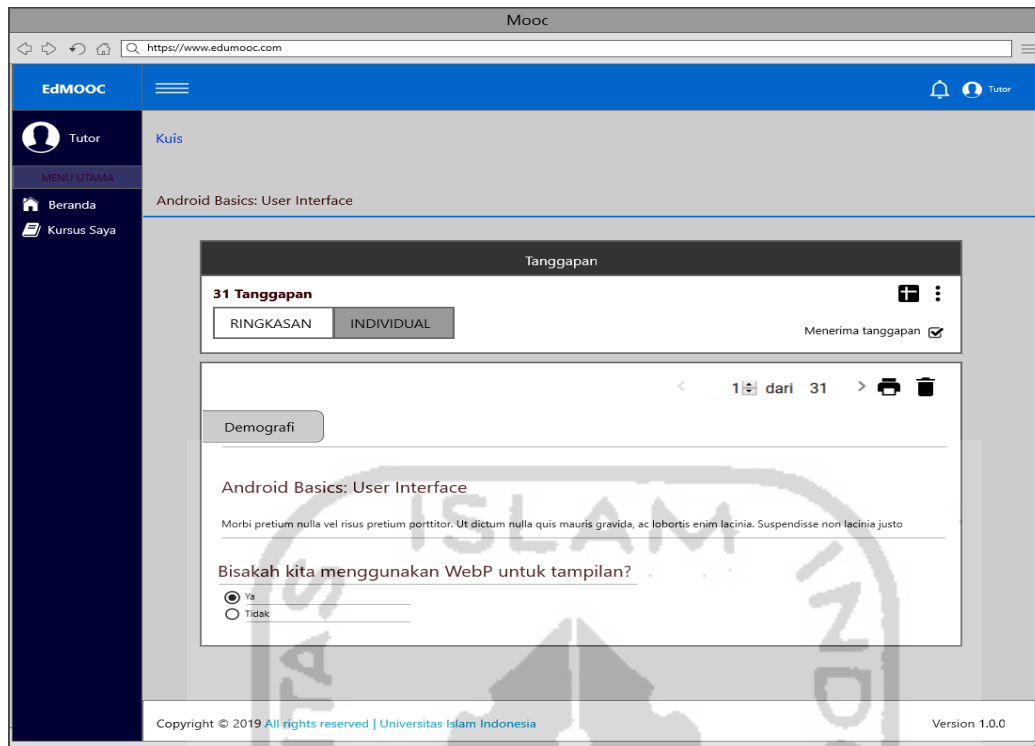 Mooc
https://www.edumooc.com
EdMOOC
Tutor
Tutor
MENU UTAMA
Beranda
Kursus Saya
Kuis
Android Basics: User Interface
Tanggapan
31 Tanggapan
RINGKASAN INDIVIDUAL
Menerima tanggapan
< 1 dari 31 >
Demografi
Android Basics: User Interface
Morbi pretium nulla vel risus pretium porttitor. Ut dictum nulla quis mauris gravida, ac lobortis enim lacinia. Suspendisse non lacinia justo
Bisakah kita menggunakan WebP untuk tampilan?
Ya
Tidak
ISLAM
Copyright © 2019 All rights reserved | Universitas Islam Indonesia
Version 1.0.0